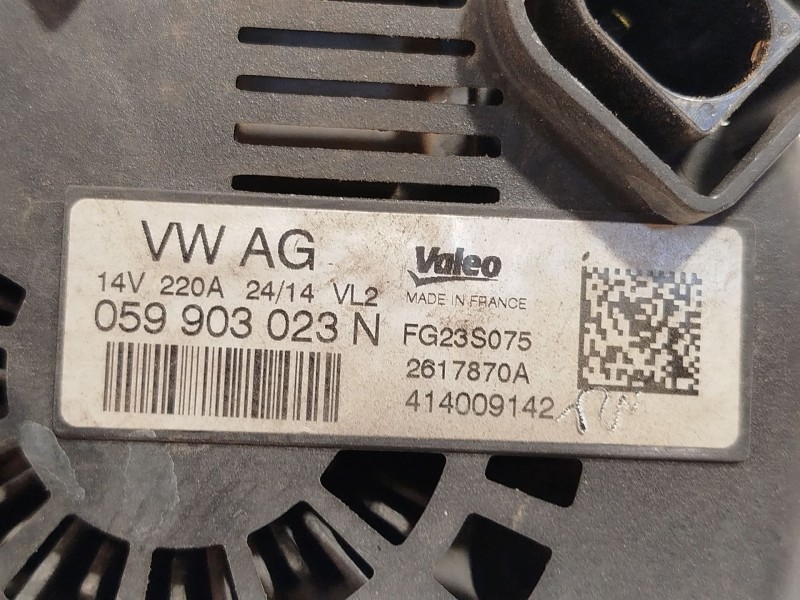 VW AG
14V 220A 24/14 VL2
059 903 023 N
Valeo
MADE IN FRANCE
FG23S075
2617870A
414009142